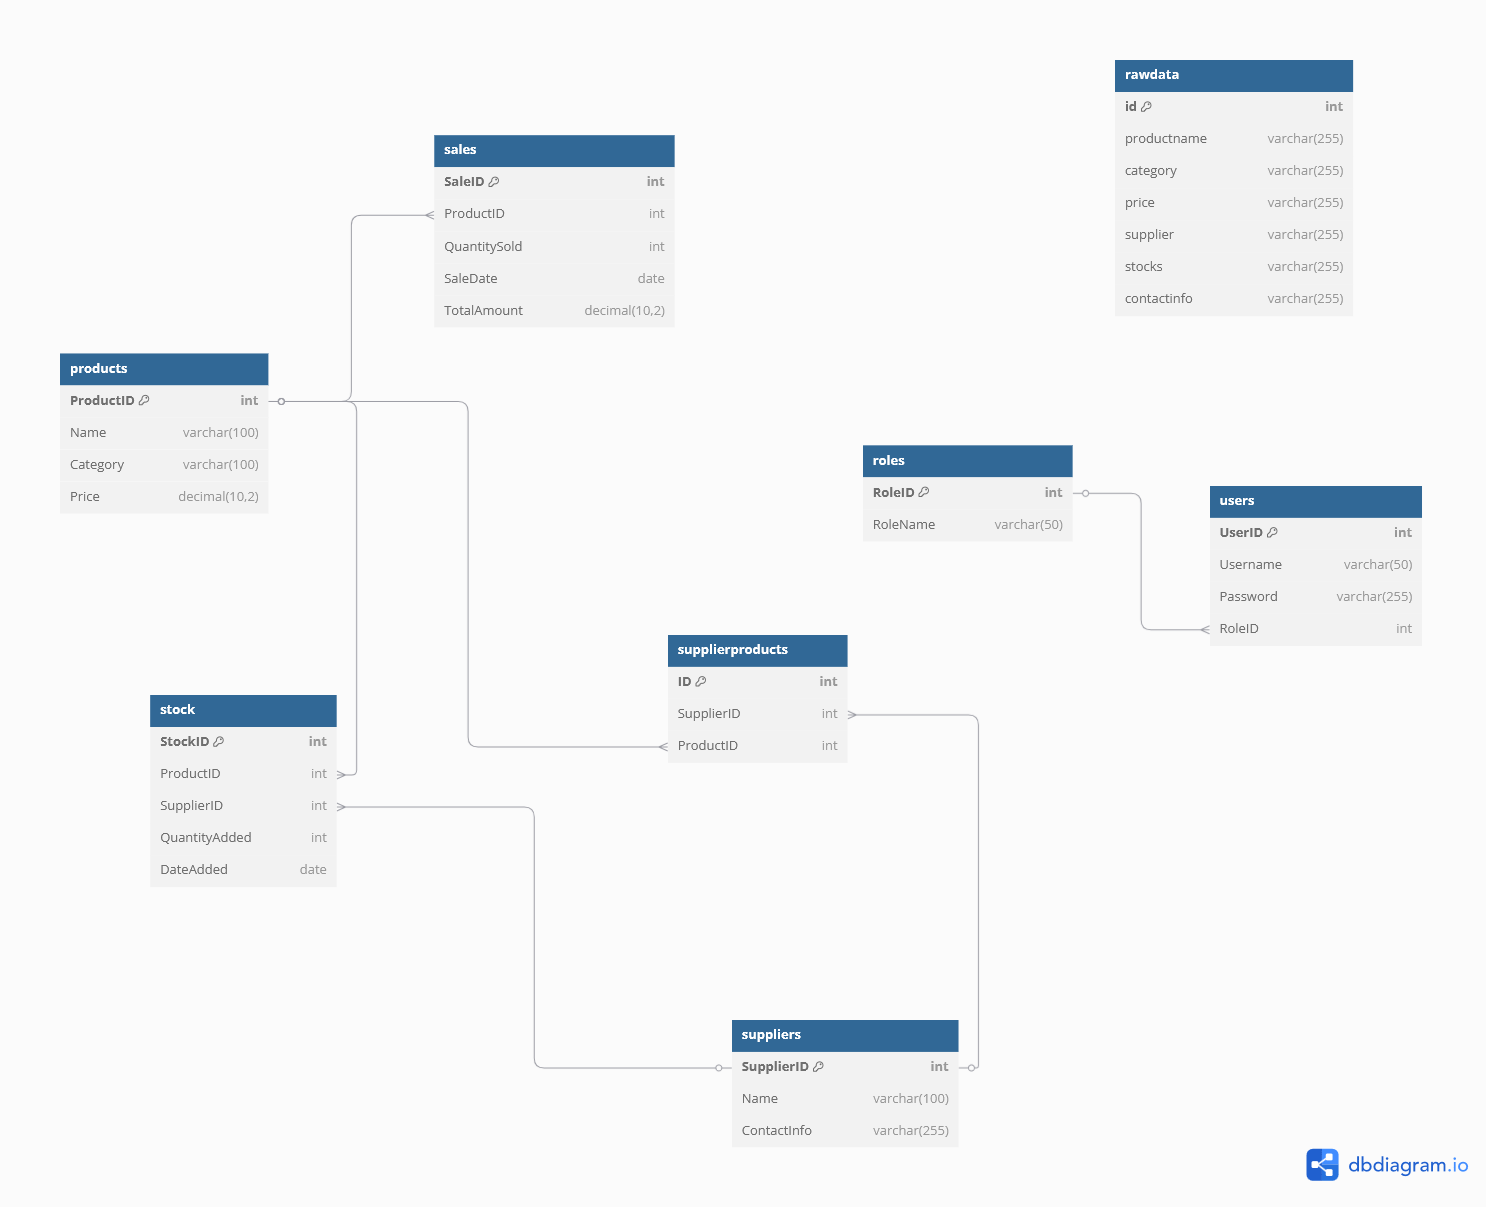 rawdata
id int
productname varchar(255)
category varchar(255)
price varchar(255)
supplier varchar(255)
stocks varchar(255)
contactinfo varchar(255)
sales
SaleID int
ProductID int
QuantitySold int
SaleDate date
TotalAmount decimal(10,2)
products
ProductID int
Name varchar(100)
Category varchar(100)
Price decimal(10,2)
roles
RoleID int
RoleName varchar(50)
users
UserID int
Username varchar(50)
Password varchar(255)
RoleID int
supplierproducts
ID int
SupplierID int
ProductID int
stock
StockID int
ProductID int
SupplierID int
QuantityAdded int
DateAdded date
suppliers
SupplierID int
Name varchar(100)
ContactInfo varchar(255)
dbdiagram.io